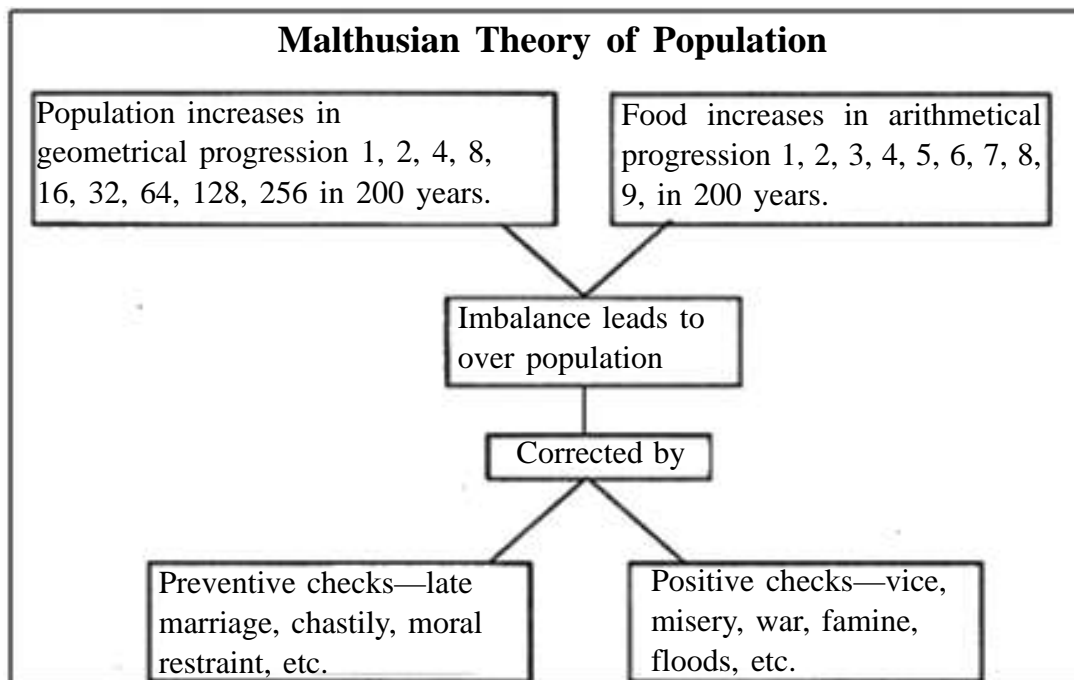 Malthusian Theory of Population
Population increases in
geometrical progression 1, 2, 4, 8,
16, 32, 64, 128, 256 in 200 years.
Food increases in arithmetical
progression 1, 2, 3, 4, 5, 6, 7, 8,
9, in 200 years.
Imbalance leads to
over population
Corrected by
Preventive checks—late
marriage, chastily, moral
restraint, etc.
Positive checks—vice,
misery, war, famine,
floods, etc.